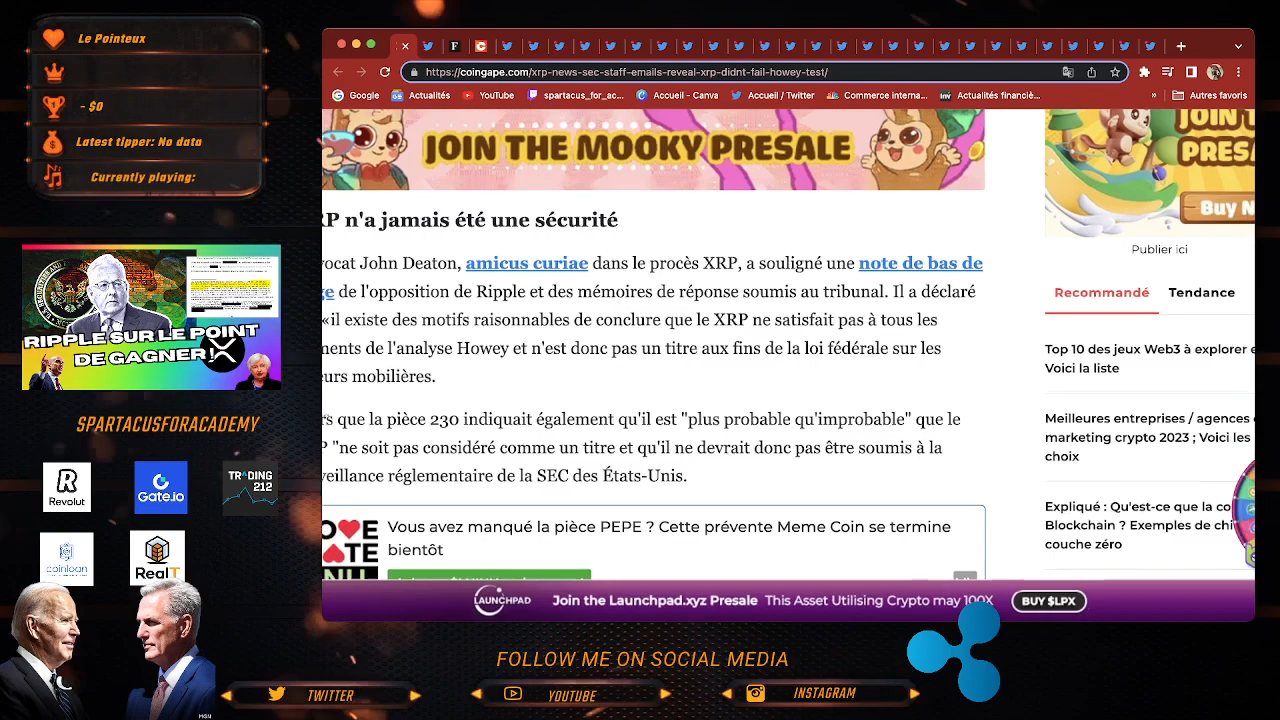 Le Pointeux
- $0
Latest tipper: No data
Currently playing:
RIPPLE SUR LE POINT
DE GAGNER !
SPARTACUSFORACADEMY
Revolut
Gate.io
TRADING
212
coinloan
RealT
MGN
https://coingape.com/xrp-news-sec-staff-emails-reveal-xrp-didnt-fail-howey-test/
Google
Actualités
YouTube
spartacus_for_ac...
Accueil - Canva
Accueil / Twitter
Commerce interna...
Actualités financiè...
»
Autres favoris
JOIN THE MOOKY PRESALE
RP n'a jamais été une sécurité
vocat John Deaton, amicus curiae dans le procès XRP, a souligné une note de bas de
ge de l'opposition de Ripple et des mémoires de réponse soumis au tribunal. Il a déclaré
«il existe des motifs raisonnables de conclure que le XRP ne satisfait pas à tous les
ments de l'analyse Howey et n'est donc pas un titre aux fins de la loi fédérale sur les
eurs mobilières.
rs que la pièce 230 indiquait également qu'il est "plus probable qu'improbable" que le
P "ne soit pas considéré comme un titre et qu'il ne devrait donc pas être soumis à la
veillance réglementaire de la SEC des États-Unis.
Vous avez manqué la pièce PEPE ? Cette prévente Meme Coin se termine
bientôt
JOIN T
PRESA
Buy N
Publier ici
Recommandé
Tendance
Top 10 des jeux Web3 à explorer e
Voici la liste
Meilleures entreprises / agences
marketing crypto 2023 ; Voici les
choix
Expliqué : Qu'est-ce que la co
Blockchain ? Exemples de ch
couche zéro
LAUNCHPAD
Join the Launchpad.xyz Presale This Asset Utilising Crypto may 100X
BUY $LPX
FOLLOW ME ON SOCIAL MEDIA
TWITTER
YOUTUBE
INSTAGRAM